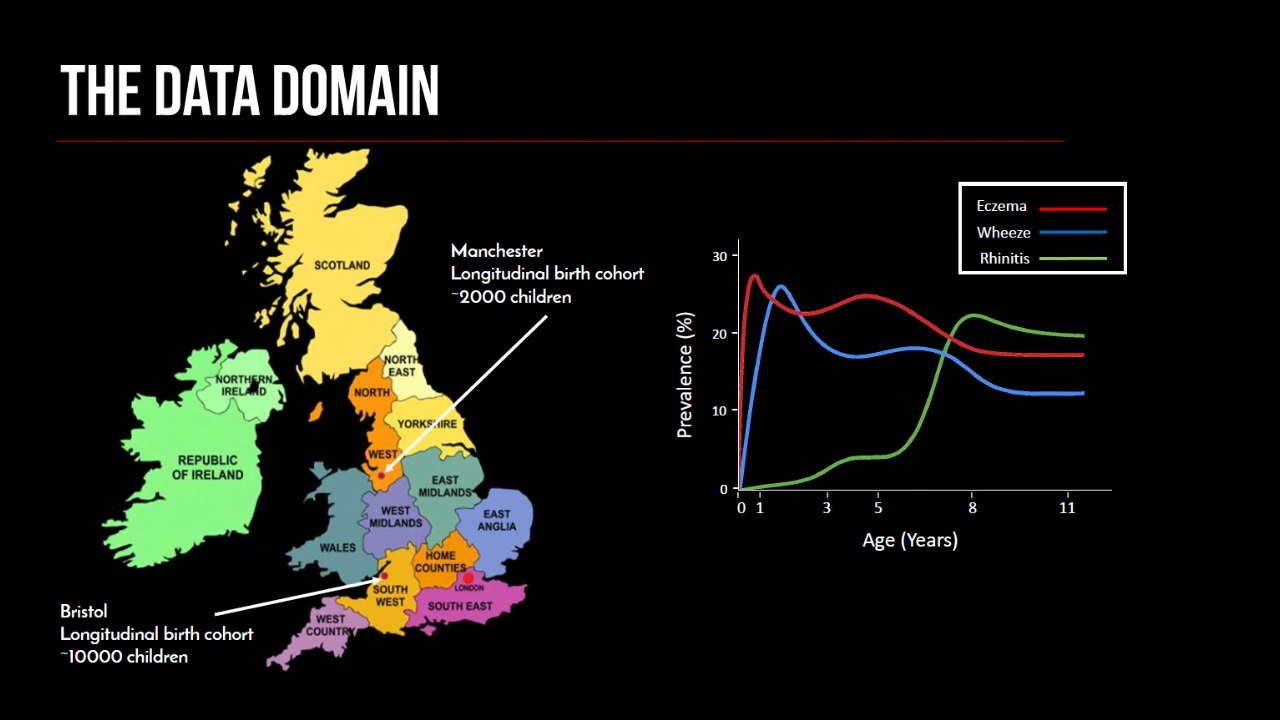 THE DATA DOMAIN
SCOTLAND
NORTHERN
IRELAND
REPUBLIC
OF IRELAND
NORTH
EAST
NORTH
WEST
YORKSHIRE
EAST
MIDLANDS
WEST
MIDLANDS
EAST
ANGLIA
WALES
HOME
COUNTIES
LONDON
SOUTH
WEST
SOUTH EAST
WEST
COUNTRY
Manchester
Longitudinal birth cohort
~2000 children
Bristol
Longitudinal birth cohort
~10000 children
Eczema
Wheeze
Rhinitis
Prevalence (%)
30
20
10
0
0 1 3 5 8 11
Age (Years)